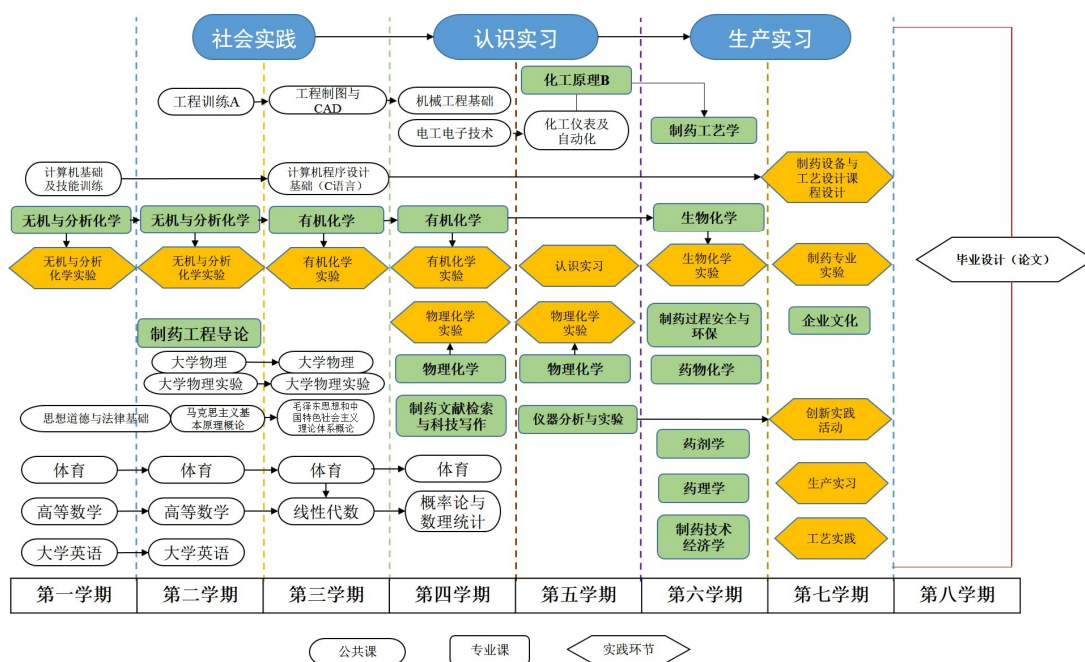 社会实践
认识实习
生产实习
化工原理B
工程训练A
工程制图与
CAD
机械工程基础
电工电子技术
化工仪表及
自动化
制药工艺学
计算机基础
及技能训练
计算机程序设计
基础（C语言）
制药设备与
工艺设计课
程设计
无机与分析化学
无机与分析化学
有机化学
有机化学
生物化学
无机与分析
化学实验
无机与分析
化学实验
有机化学
实验
有机化学
实验
认识实习
生物化学
实验
制药专业
实验
毕业设计（论文）
物理化学
实验
物理化学
实验
制药过程安全与
环保
企业文化
制药工程导论
大学物理
大学物理
物理化学
物理化学
药物化学
大学物理实验
大学物理实验
思想道德与法律基础
马克思主义基
本原理概论
毛泽东思想和中
国特色社会主义
理论体系概论
制药文献检索
与科技写作
仪器分析与实验
创新实践
活动
药剂学
体育
体育
体育
体育
药理学
生产实习
高等数学
高等数学
线性代数
概率论与
数理统计
制药技术
经济学
工艺实践
大学英语
大学英语
第一学期
第二学期
第三学期
第四学期
第五学期
第六学期
第七学期
第八学期
公共课
专业课
实践环节